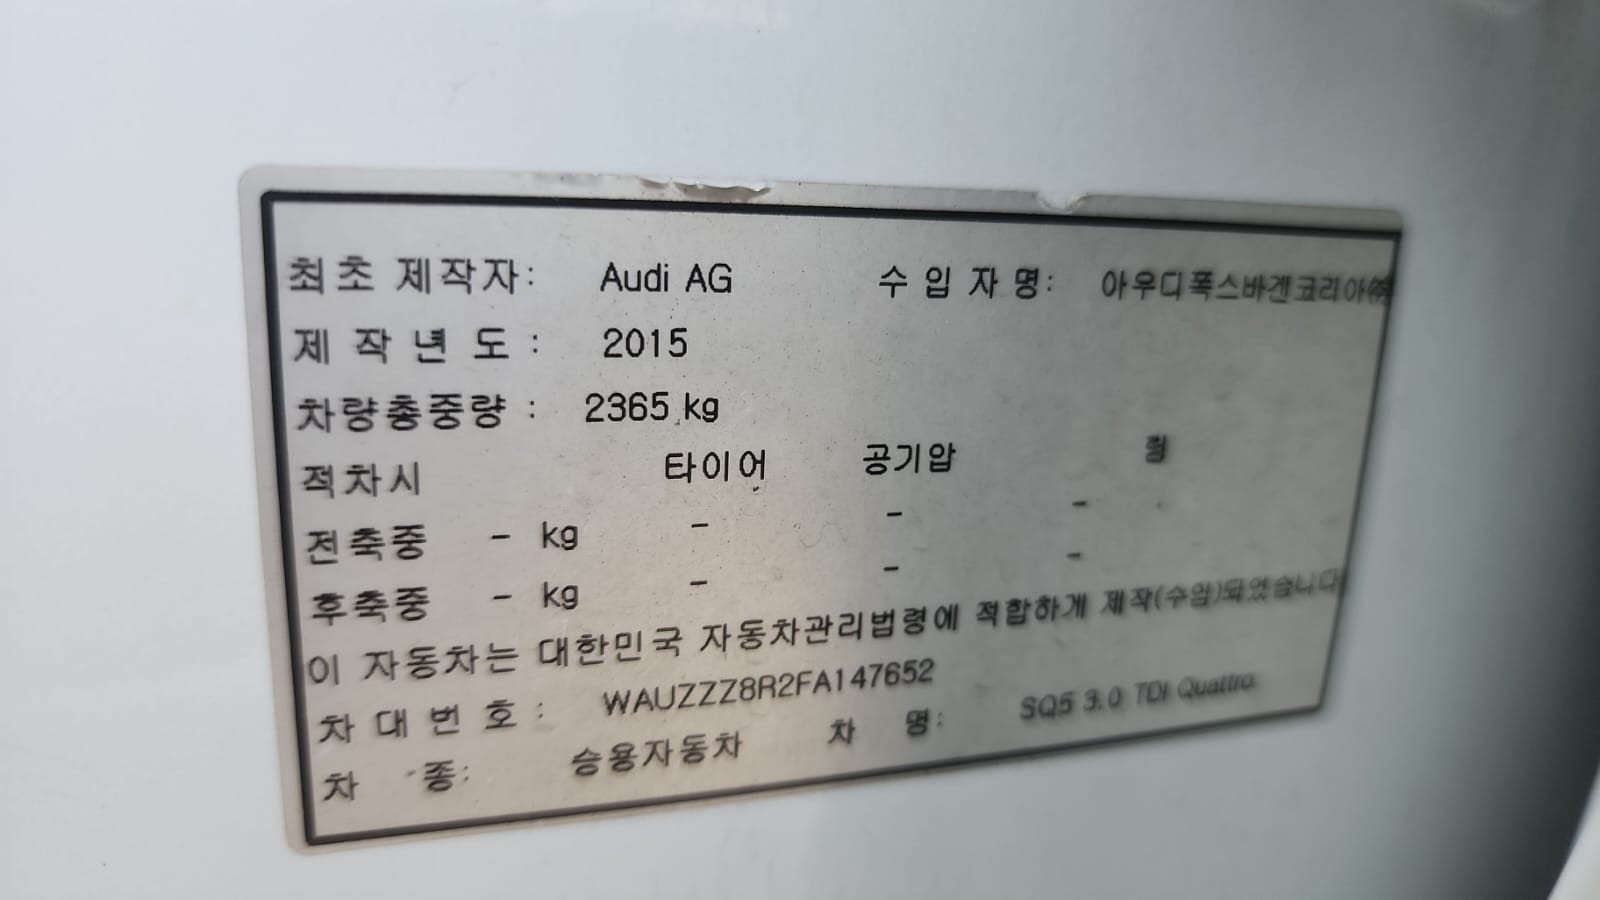 최초 제작자: Audi AG 수 입 자 명: 아우디폭스바겐코리아㈜
제 작 년 도 : 2015
차량총중량 : 2365 kg
적차시 타이어 공기압 림
전축중 - kg - - -
후축중 - kg - - -
이 자동차는 대한민국 자동차관리법령에 적합하게 제작(수입)되었습니다
차 대 번 호 : WAUZZZ8R2FA147652
차 종: 승용자동차 차 명: SQ5 3.0 TDI Quattro